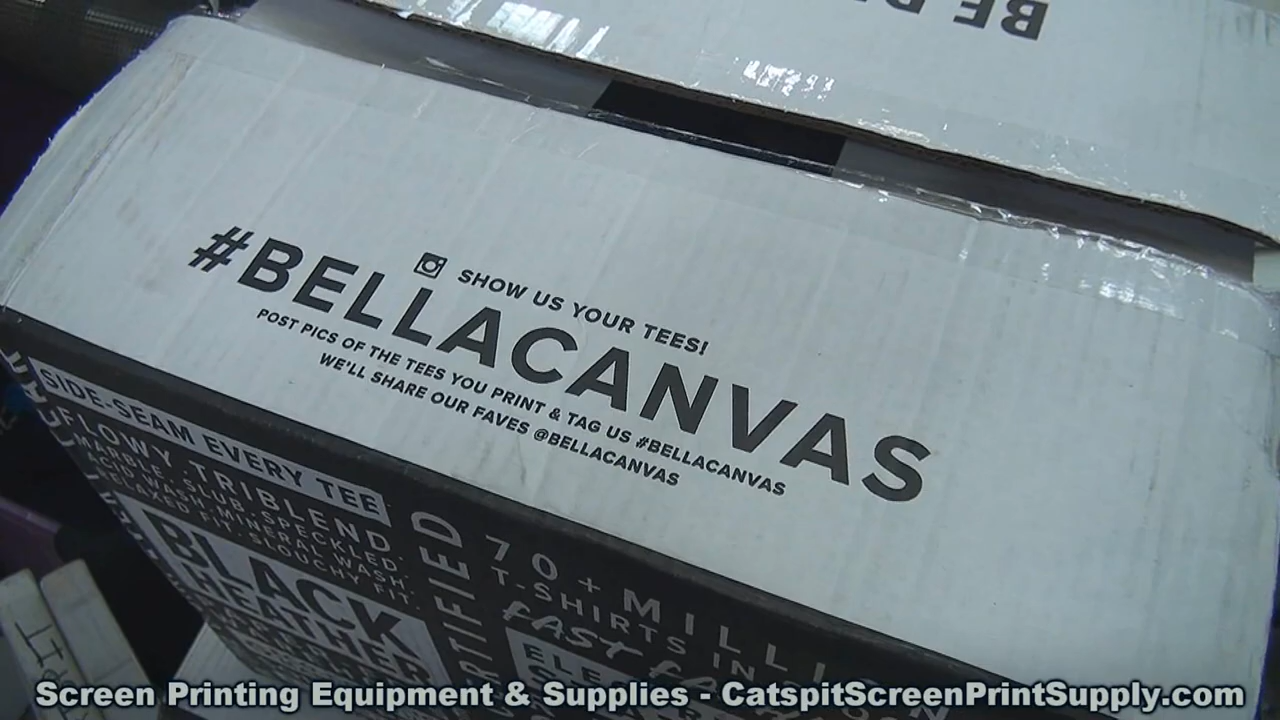 BE
SHOW US YOUR TEES!
#BELLACANVAS
POST PICS OF THE TEES YOU PRINT & TAG US #BELLACANVAS
WE'LL SHARE OUR FAVES @BELLACANVAS
SIDE-SEAM EVERY TEE
FLOWY TRIBLEND
MARBLE. SLUB. SPECKLED.
ACID WASH. MINERAL WASH.
RELAXED FIT. SLOUCHY FIT.
BLACK
HEATHER
70+ MILLI
T-SHIRTS IN
FAST
Screen Printing Equipment & Supplies - CatspitScreenPrintSupply.com